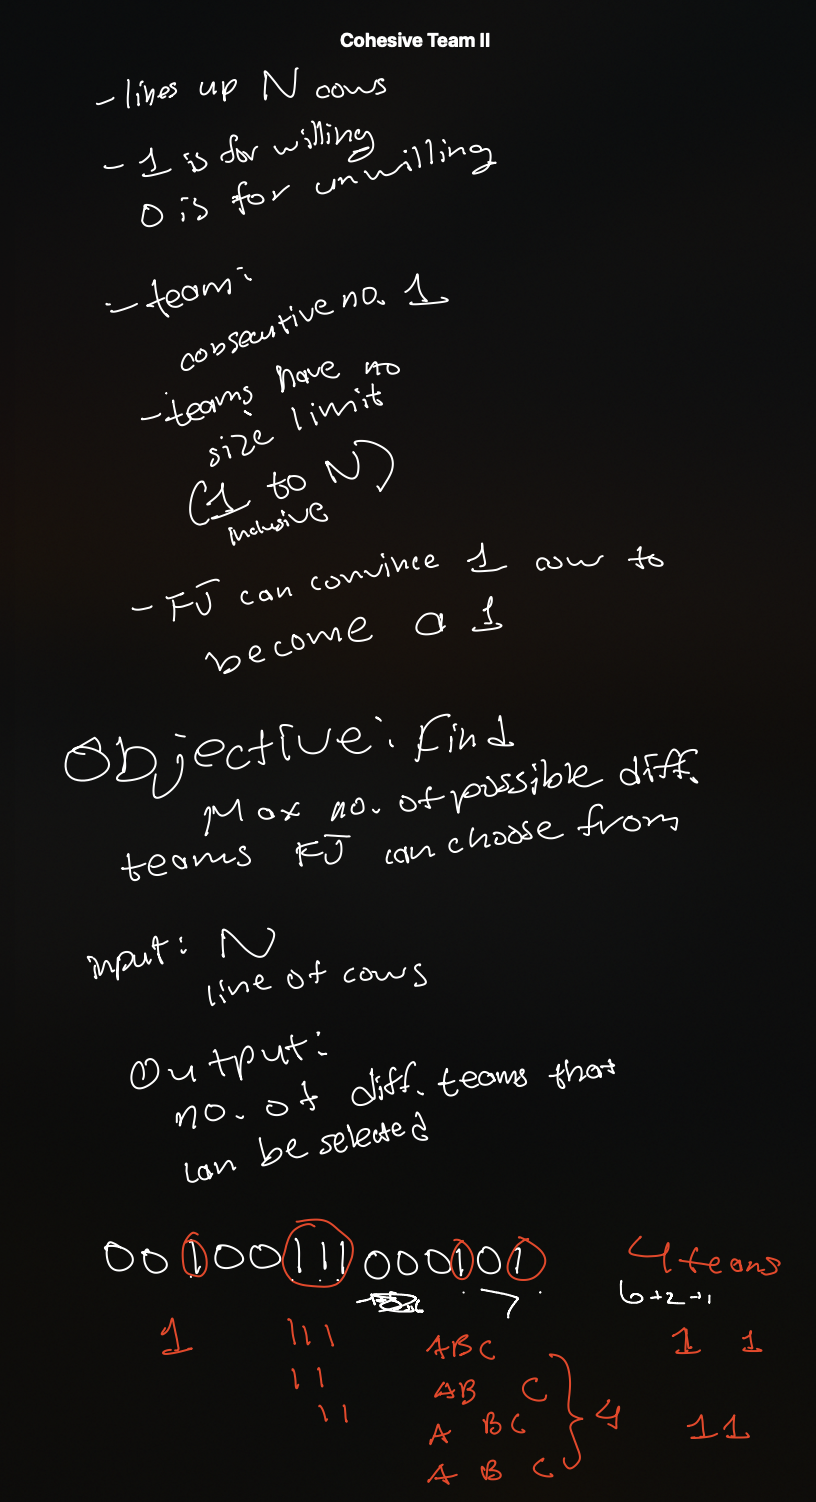 Cohesive Team II
- lines up N cows
- 1 is for willing
0 is for unwilling
- team:
consecutive no. 1
- teams have no
size limit
(1 to N)
inclusive
- FJ can convince 1 cow to
become a 1
Objective: find
Max no. of possible diff.
teams FJ can choose from
input: N
line of cows
Output:
no. of diff. teams that
can be selected
00100111000101 4 teams
7 6+2+1
1 111 ABC 1 1
11 AB C
11 A BC } 4 11
A B C